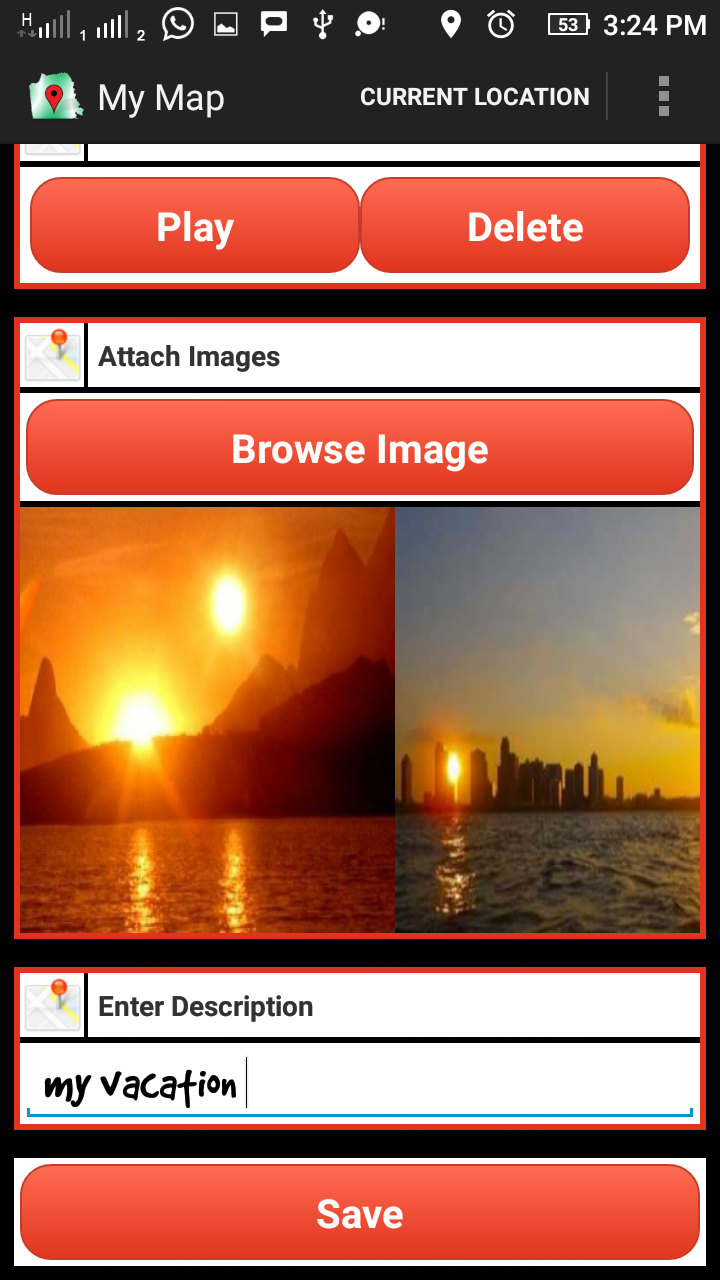 H 1 2 53 3:24 PM
My Map CURRENT LOCATION
Play Delete
Attach Images
Browse Image
Enter Description
my vacation
Save